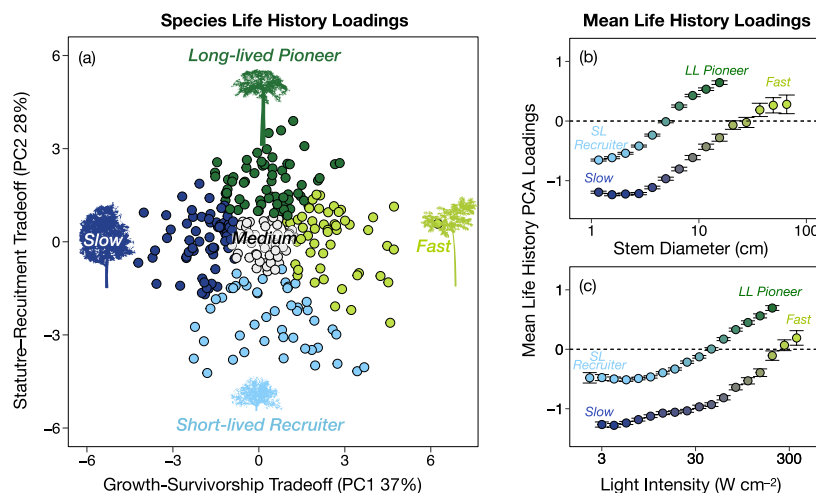 Species Life History Loadings
(a)
Long-lived Pioneer
Slow
Medium
Fast
Short-lived Recruiter
Statutre–Recruitment Tradeoff (PC2 28%)
6
3
0
−3
−6
−6
−3
0
3
6
Growth-Survivorship Tradeoff (PC1 37%)
Mean Life History Loadings
Mean Life History PCA Loadings
(b)
LL Pioneer
Fast
SL
Recruiter
Slow
1
0
−1
1
10
100
Stem Diameter (cm)
(c)
LL Pioneer
Fast
SL
Recruiter
Slow
1
0
−1
3
30
300
Light Intensity (W cm⁻²)